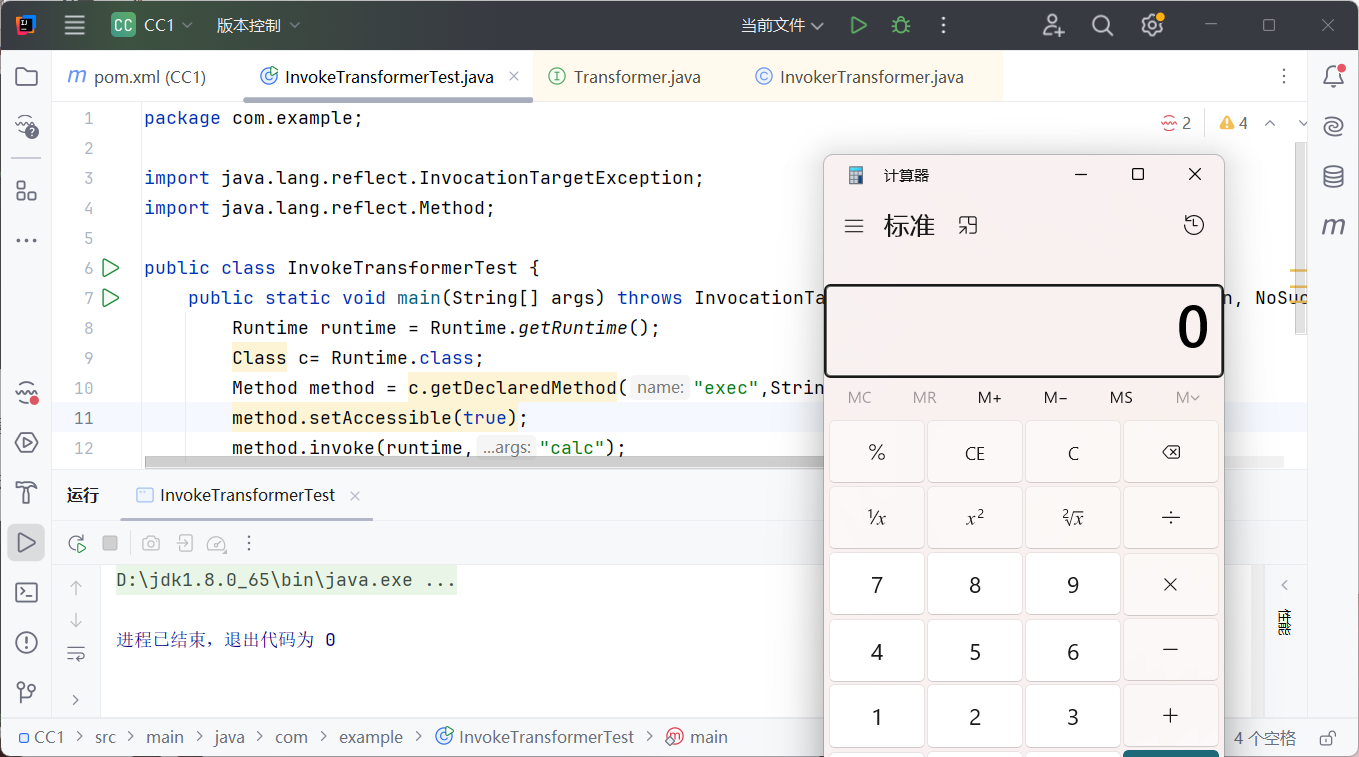 CC CC1 版本控制 当前文件
pom.xml (CC1) InvokeTransformerTest.java Transformer.java InvokerTransformer.java
1 package com.example;
2 4
2
3 import java.lang.reflect.InvocationTargetException;
4 import java.lang.reflect.Method;
5
6 public class InvokeTransformerTest {
7 public static void main(String[] args) throws InvocationTa n, NoSuc
8 Runtime runtime = Runtime.getRuntime();
9 Class c= Runtime.class;
10 Method method = c.getDeclaredMethod( name: "exec",Strin
11 method.setAccessible(true);
12 method.invoke(runtime, ...args: "calc");
运行 InvokeTransformerTest
D:\jdk1.8.0_65\bin\java.exe ...
进程已结束，退出代码为 0
性能
CC1 > src > main > java > com > example > InvokeTransformerTest > main
4 个空格
计算器
标准
0
MC MR M+ M− MS M
% CE C
¹/x x² ²√x ÷
7 8 9 ×
4 5 6 −
1 2 3 +